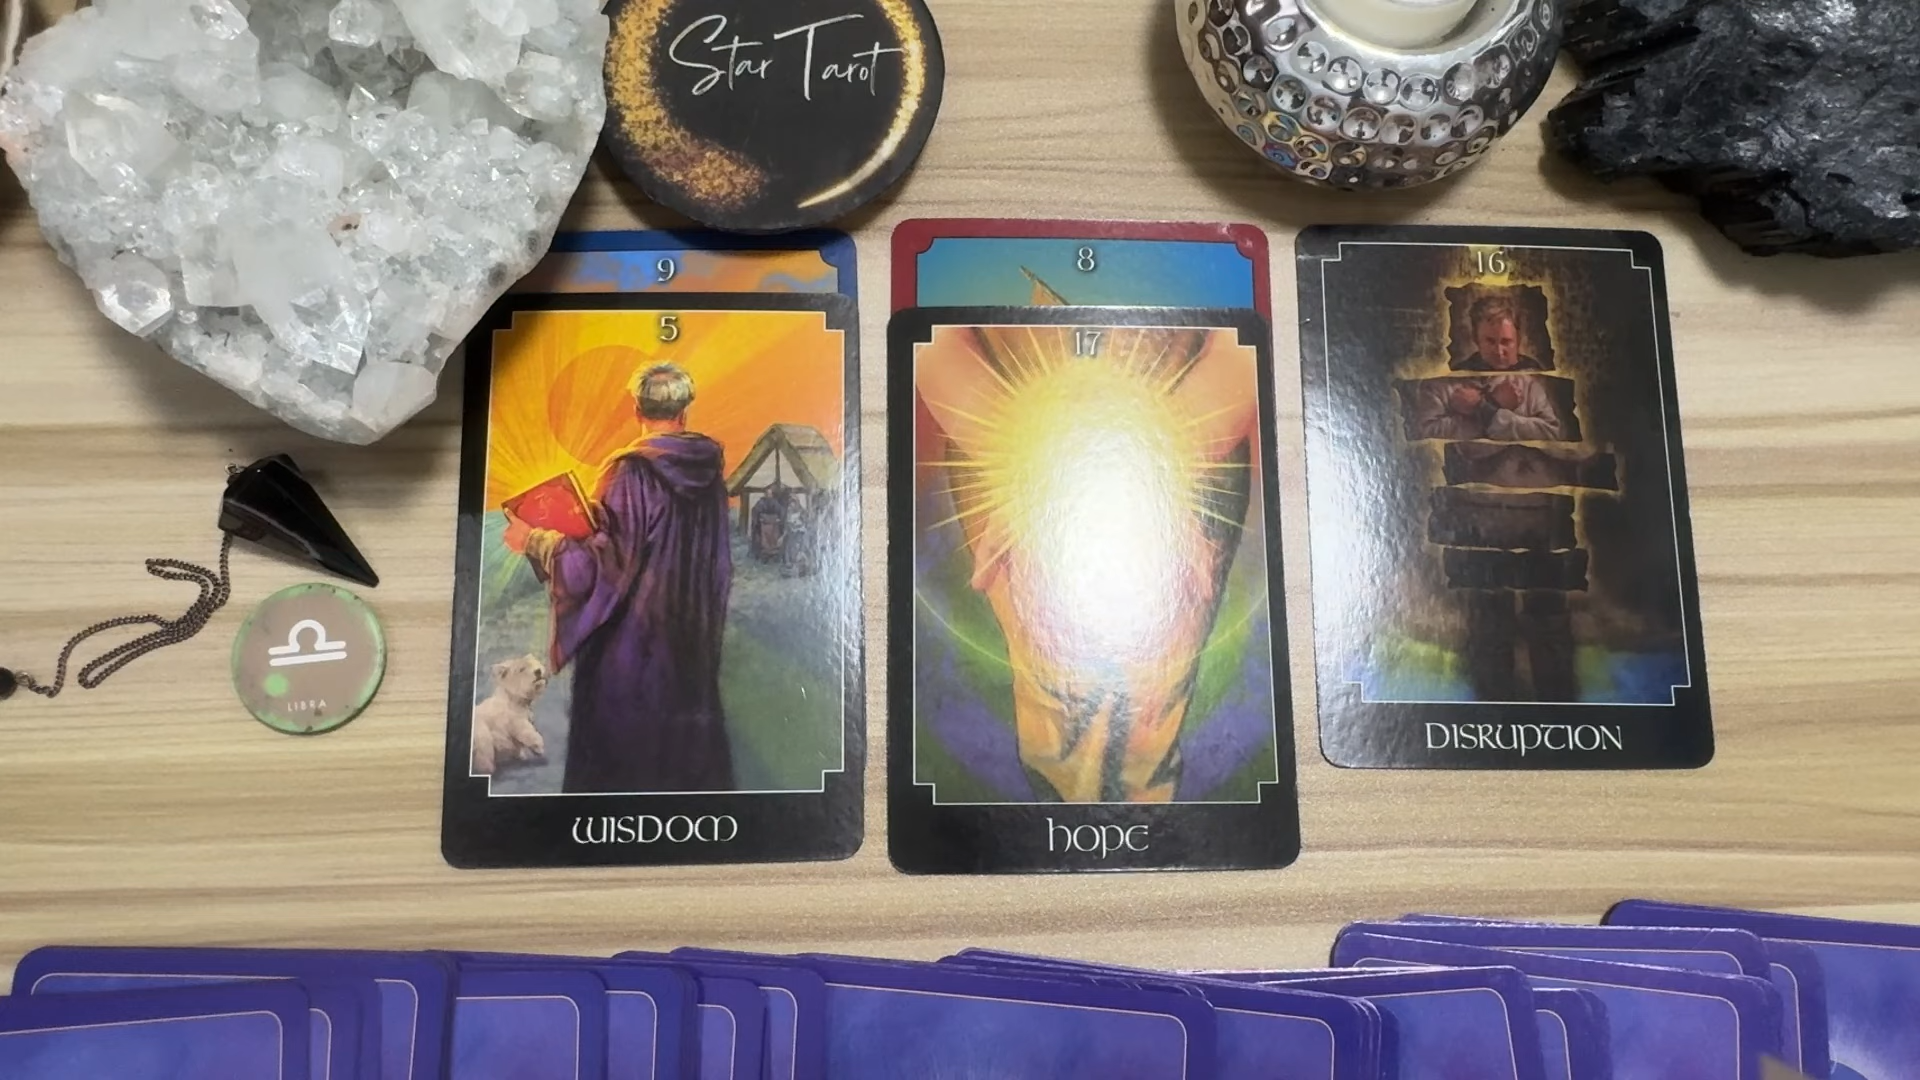 Star Tarot
9
5
WISDOM
8
17
HOPE
16
DISRUPTION
LIBRA